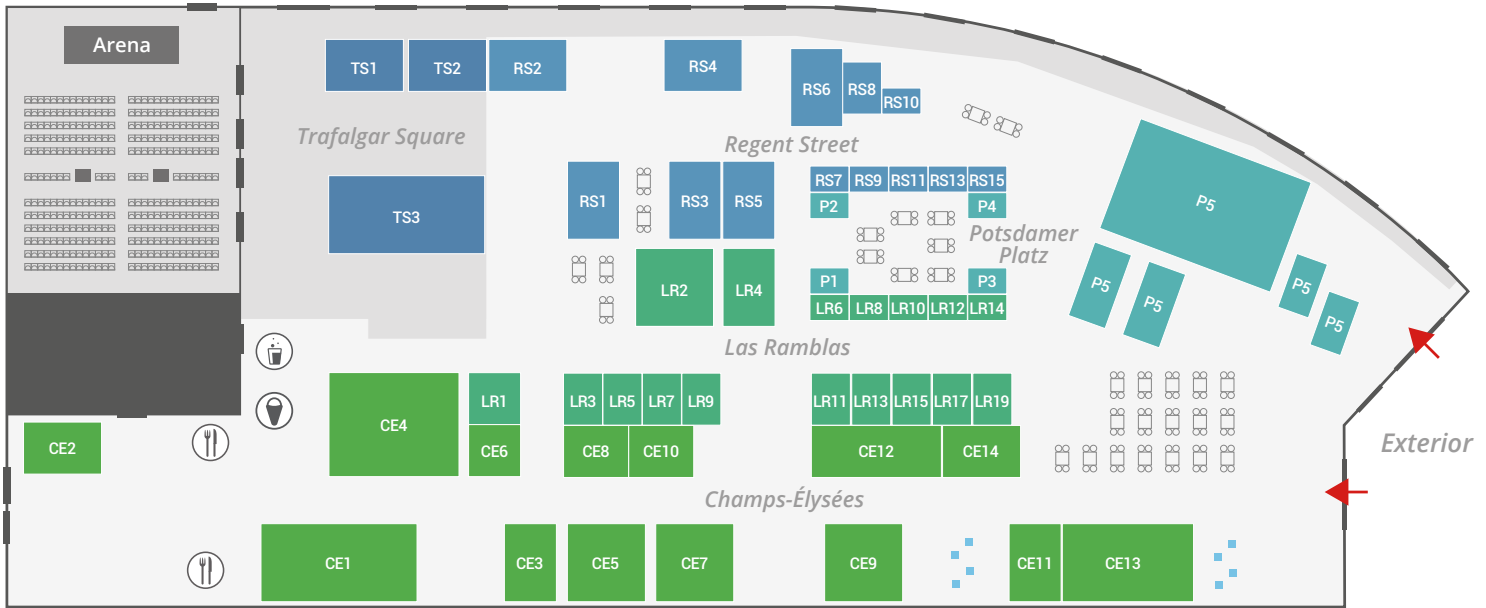 Arena
TS1 TS2 RS2 RS4 RS6 RS8 RS10
Trafalgar Square
Regent Street
TS3 RS1 RS3 RS5
RS7 RS9 RS11 RS13 RS15
P2 P4
P5
Potsdamer
Platz
LR2 LR4
P1 P3
LR6 LR8 LR10 LR12 LR14
P5 P5 P5 P5
Las Ramblas
CE4 LR1 LR3 LR5 LR7 LR9 LR11 LR13 LR15 LR17 LR19
CE2 CE6 CE8 CE10 CE12 CE14
Exterior
Champs-Élysées
CE1 CE3 CE5 CE7 CE9 CE11 CE13